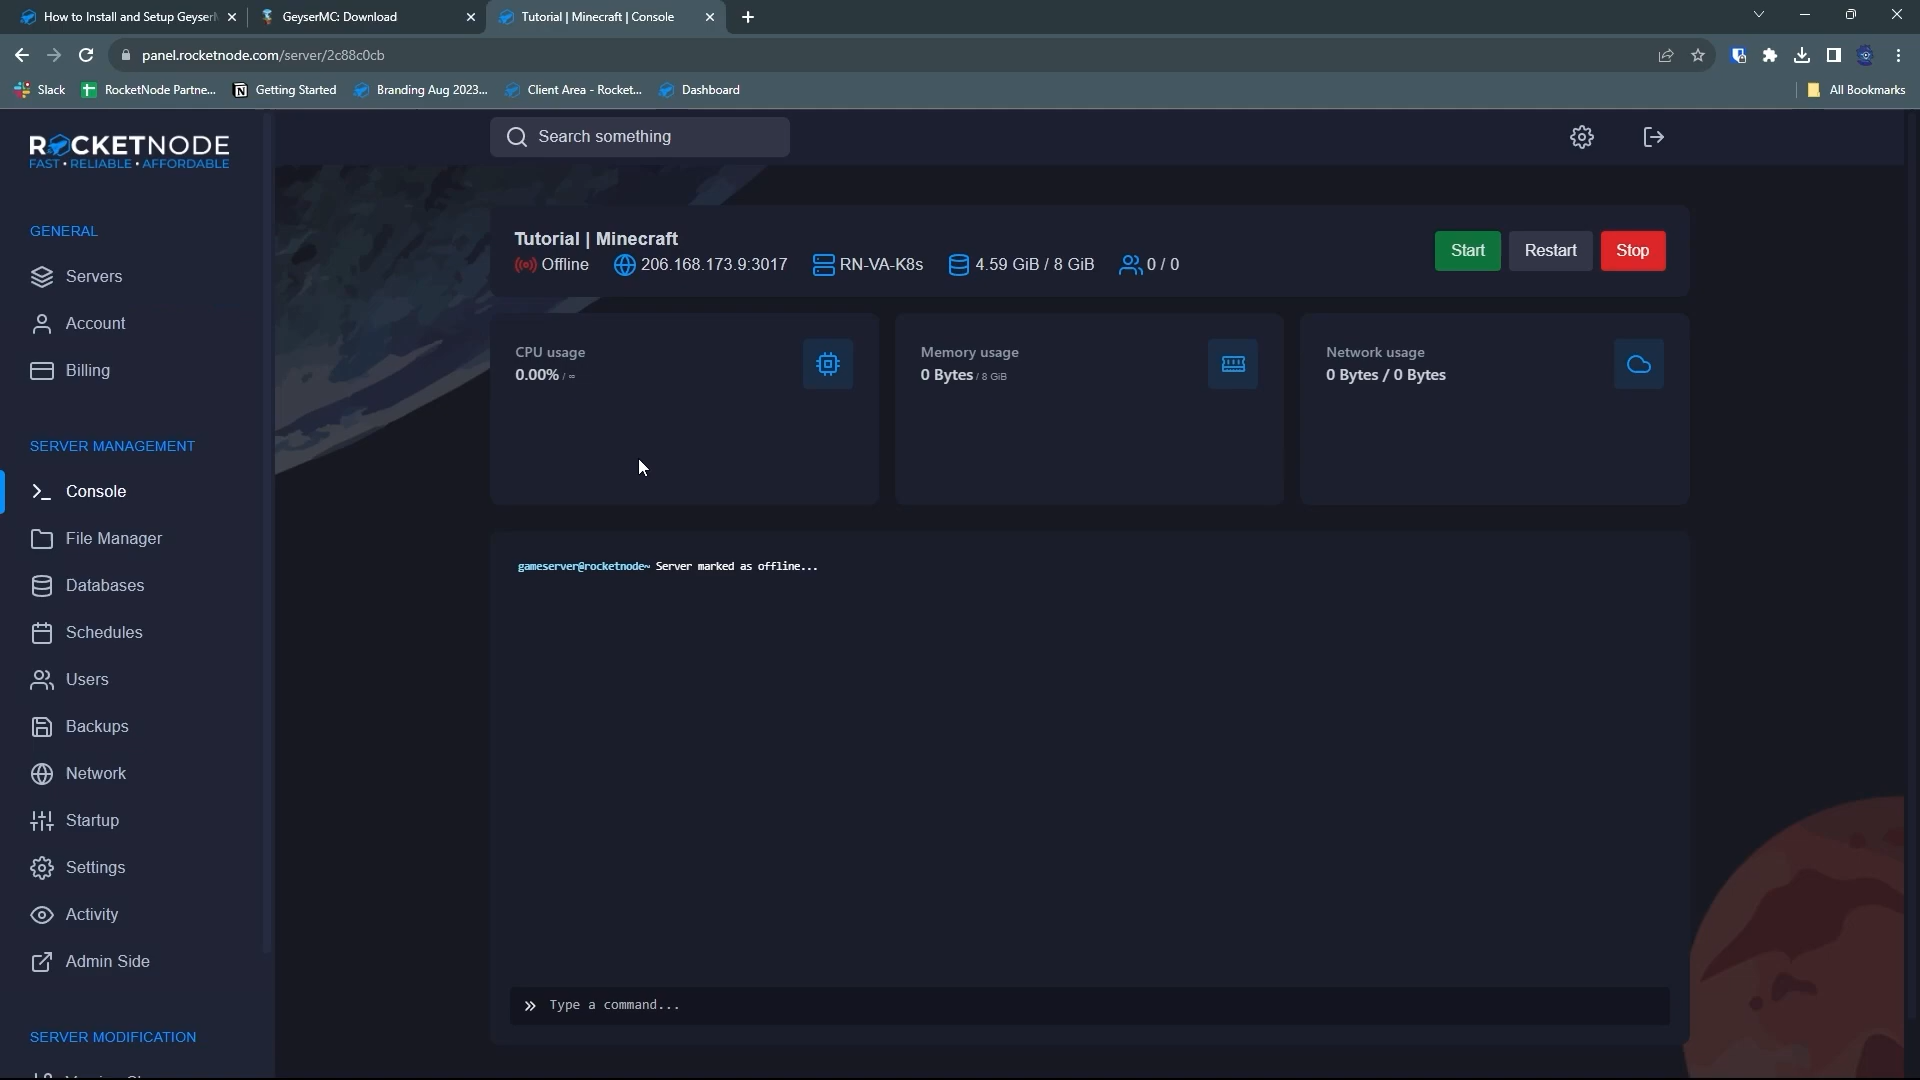 How to Install and Setup Geyser
GeyserMC: Download
Tutorial | Minecraft | Console
panel.rocketnode.com/server/2c88c0cb
Slack
RocketNode Partne...
Getting Started
Branding Aug 2023...
Client Area - Rocket...
Dashboard
All Bookmarks
ROCKETNODE
FAST • RELIABLE • AFFORDABLE
Search something
GENERAL
Servers
Account
Billing
SERVER MANAGEMENT
Console
File Manager
Databases
Schedules
Users
Backups
Network
Startup
Settings
Activity
Admin Side
SERVER MODIFICATION
Tutorial | Minecraft
Offline
206.168.173.9:3017
RN-VA-K8s
4.59 GiB / 8 GiB
0 / 0
Start
Restart
Stop
CPU usage
0.00% / ∞
Memory usage
0 Bytes / 8 GiB
Network usage
0 Bytes / 0 Bytes
gameserver@rocketnode~ Server marked as offline...
» Type a command...